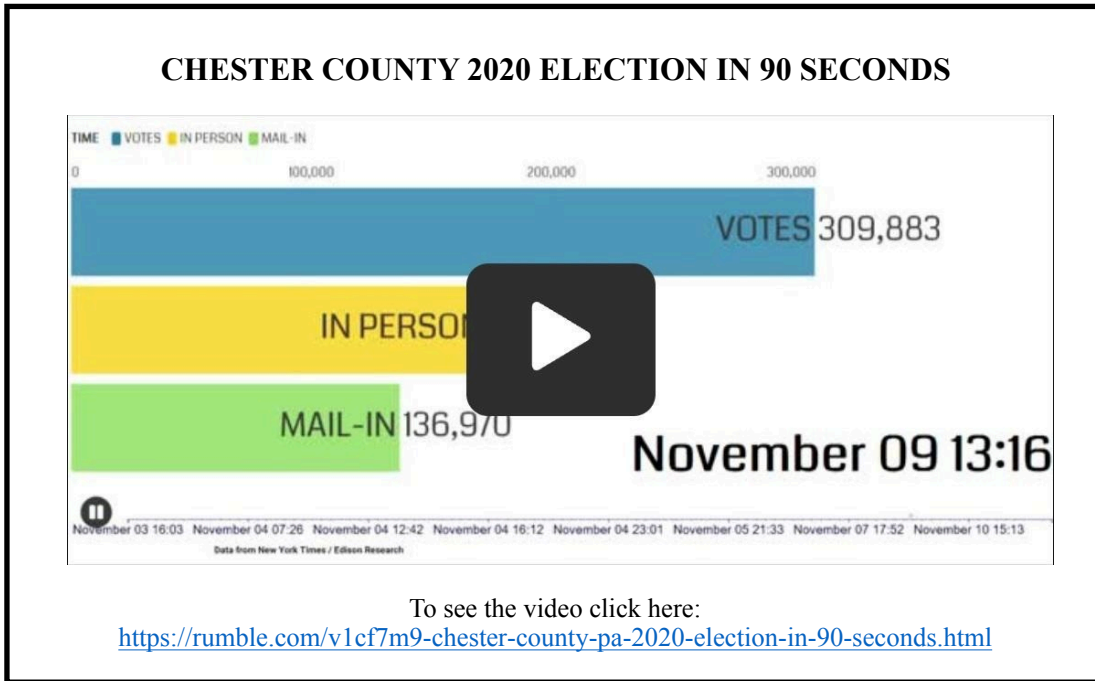 CHESTER COUNTY 2020 ELECTION IN 90 SECONDS
TIME VOTES IN PERSON MAIL-IN
0 100,000 200,000 300,000
VOTES 309,883
IN PERSON
MAIL-IN 136,970
November 09 13:16
November 03 16:03 November 04 07:26 November 04 12:42 November 04 16:12 November 04 23:01 November 05 21:33 November 07 17:52 November 10 15:13
Data from New York Times / Edison Research
To see the video click here:
https://rumble.com/v1cf7m9-chester-county-pa-2020-election-in-90-seconds.html